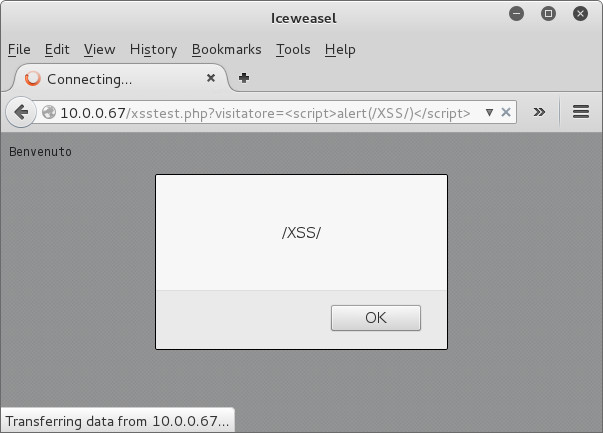 Iceweasel
File Edit View History Bookmarks Tools Help
Connecting...
10.0.0.67/xsstest.php?visitatore=<script>alert(/XSS/)</script>
Benvenuto
/XSS/
OK
Transferring data from 10.0.0.67...